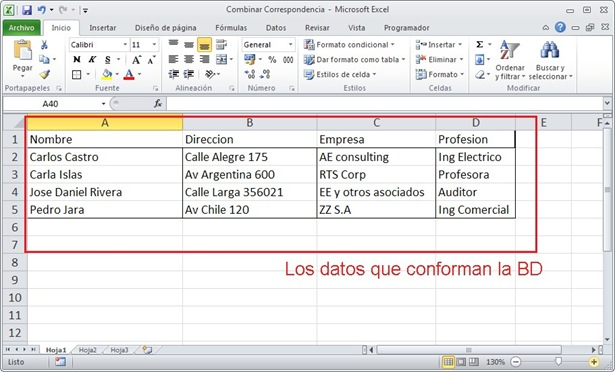 Combinar Correspondencia - Microsoft Excel
Archivo Inicio Insertar Diseño de página Fórmulas Datos Revisar Vista Programador
Calibri 11 General Formato condicional Insertar
Pegar N K S Dar formato como tabla Eliminar Ordenar y filtrar Buscar y seleccionar
Estilos de celda Formato
Portapapeles Fuente Alineación Número Estilos Celdas Modificar
A40 fx
A B C D E F
1 Nombre Direccion Empresa Profesion
2 Carlos Castro Calle Alegre 175 AE consulting Ing Electrico
3 Carla Islas Av Argentina 600 RTS Corp Profesora
4 Jose Daniel Rivera Calle Larga 356021 EE y otros asociados Auditor
5 Pedro Jara Av Chile 120 ZZ S.A Ing Comercial
6
7
8 Los datos que conforman la BD
9
10
11
12
Hoja1 Hoja2 Hoja3
Listo 130%